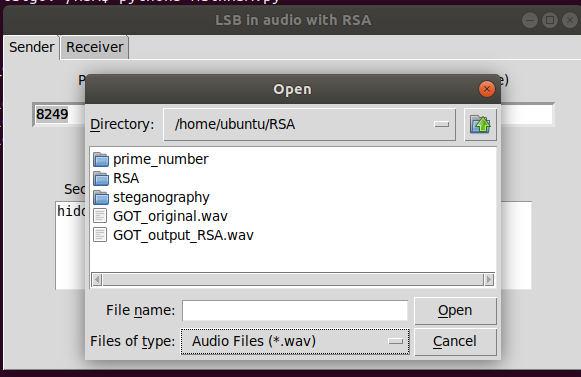 LSB in audio with RSA
Sender
Receiver
8249
Open
Directory:
/home/ubuntu/RSA
prime_number
RSA
steganography
GOT_original.wav
GOT_output_RSA.wav
File name:
Open
Files of type:
Audio Files (*.wav)
Cancel